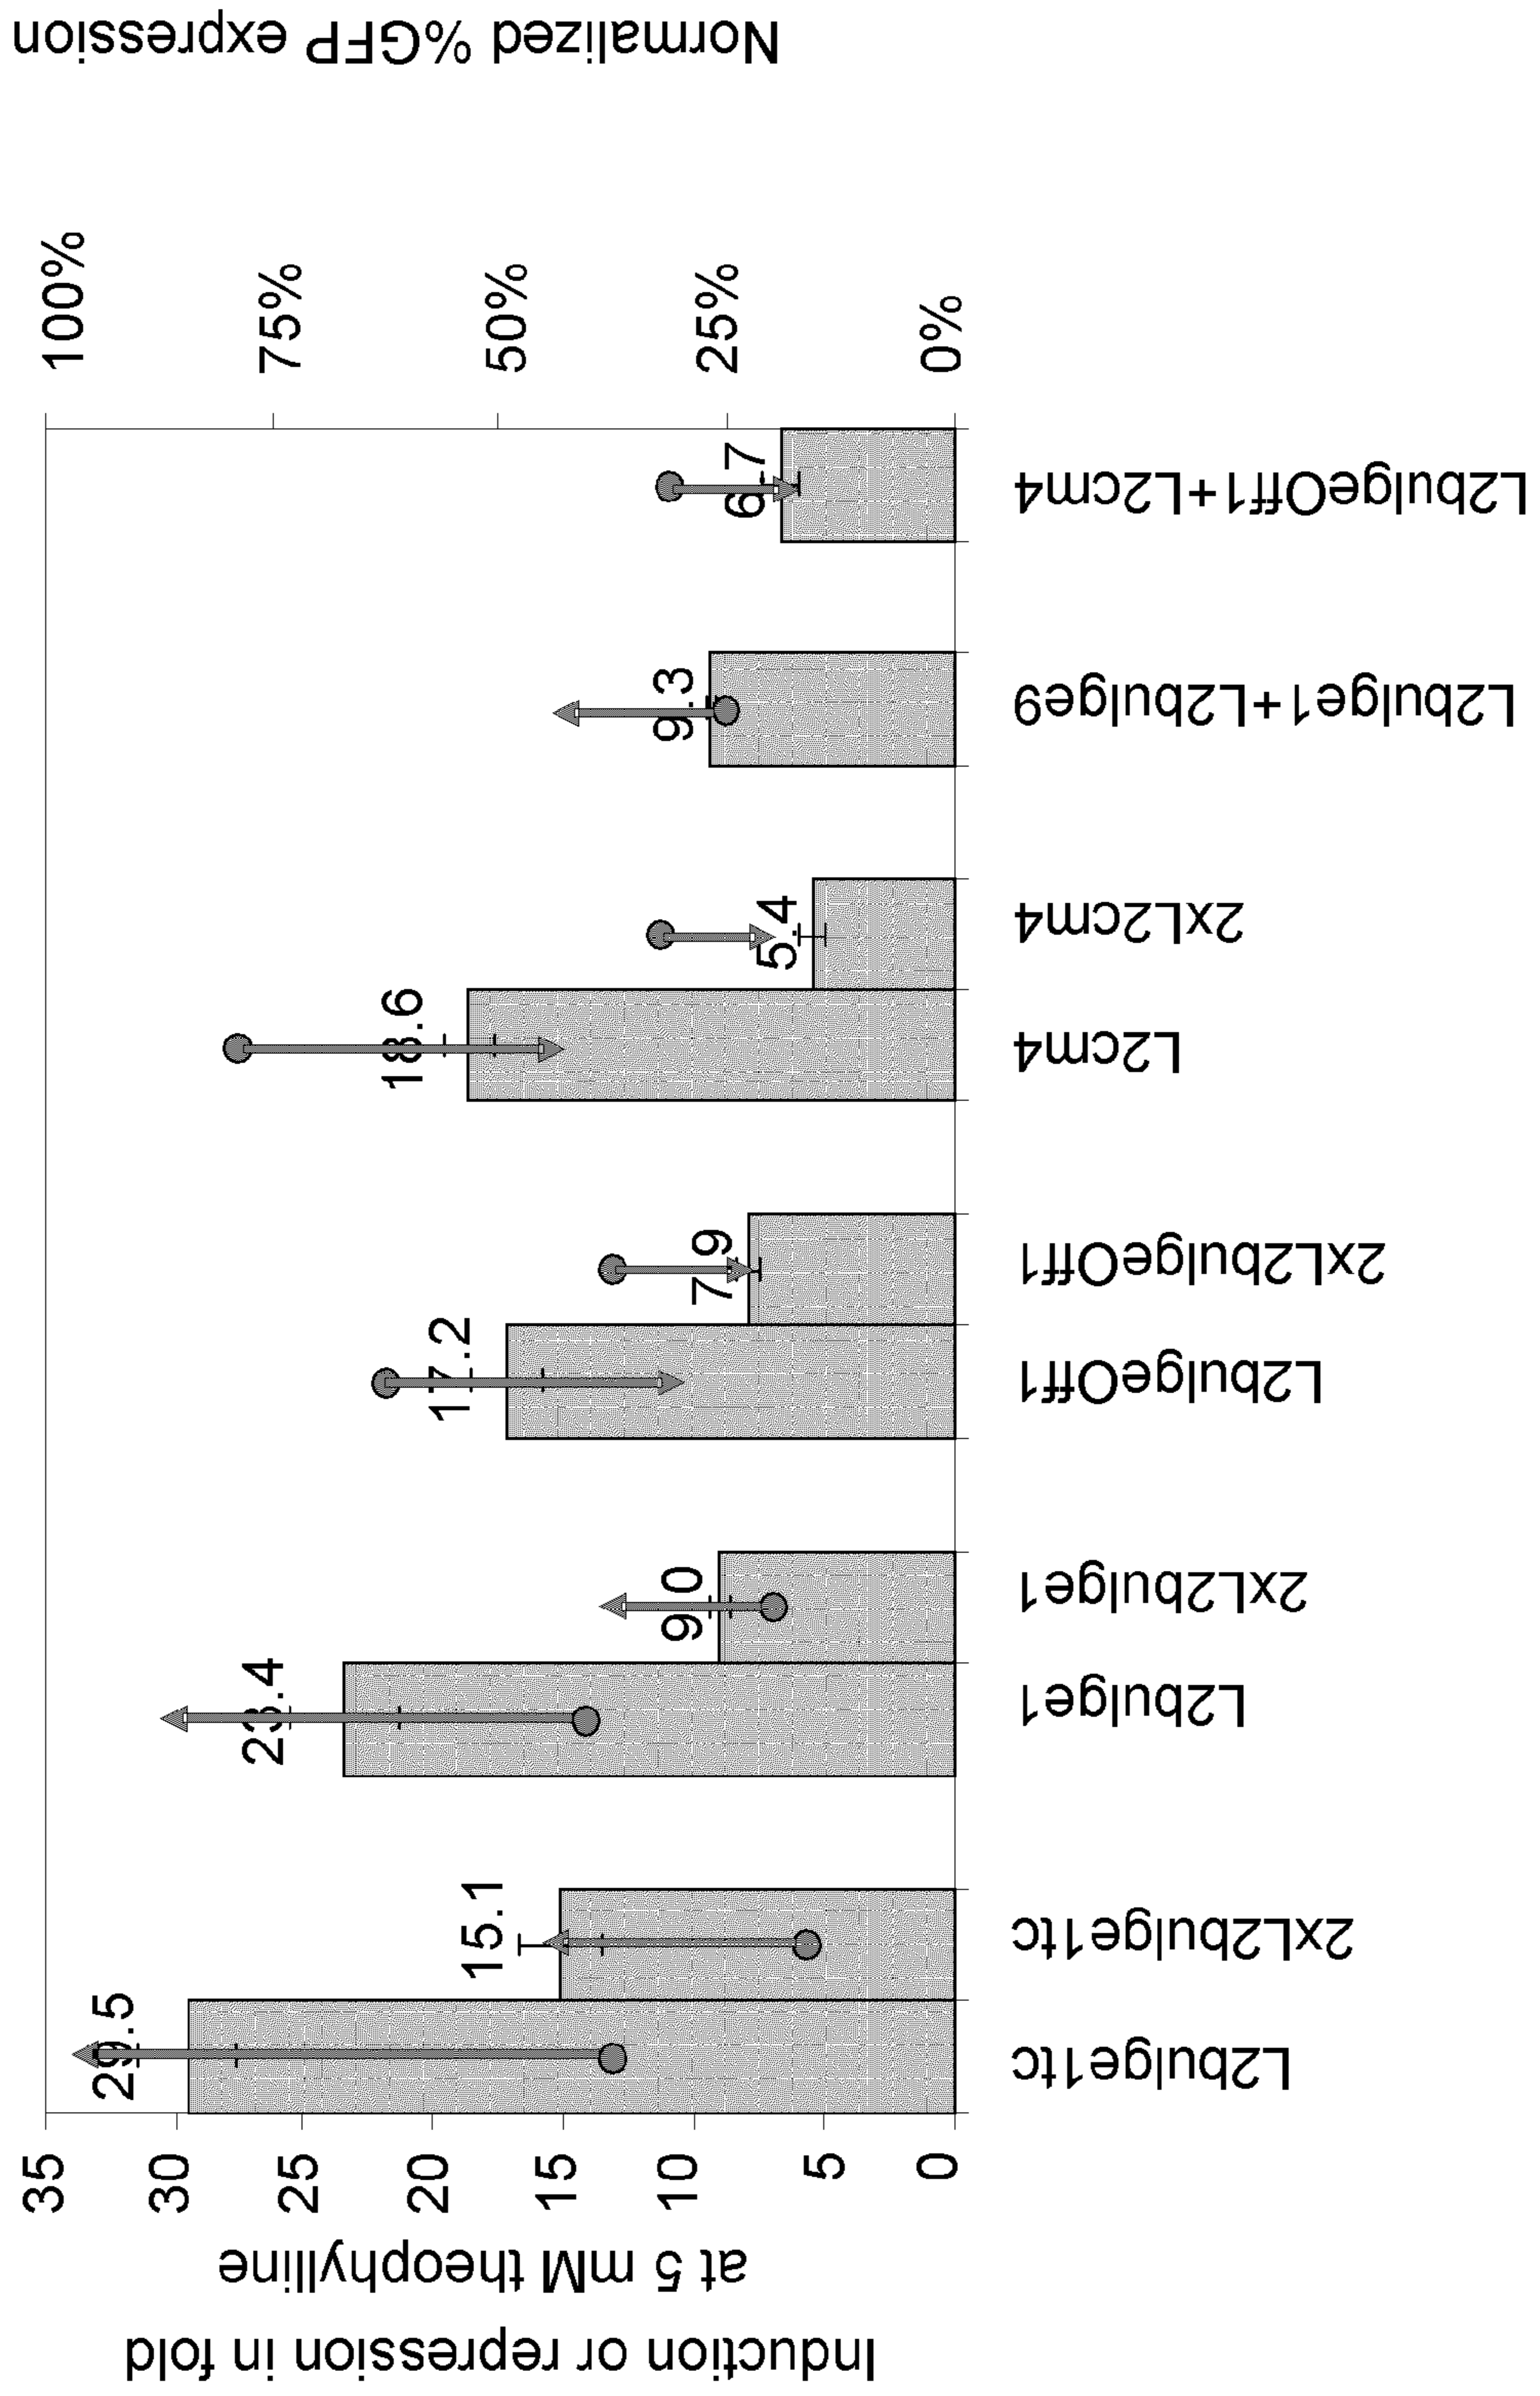 Induction or repression in fold
at 5 mM theophylline
35
30
25
20
15
10
5
0
29.5
15.1
23.4
9.0
17.2
7.9
18.6
5.4
9.3
6.7
L2bulge1tc
2xL2bulge1tc
L2bulge1
2xL2bulge1
L2bulgeOff1
2xL2bulgeOff1
L2cm4
2xL2cm4
L2bulge1+L2bulge9
L2bulgeOff1+L2cm4
100%
75%
50%
25%
0%
Normalized %GFP expression